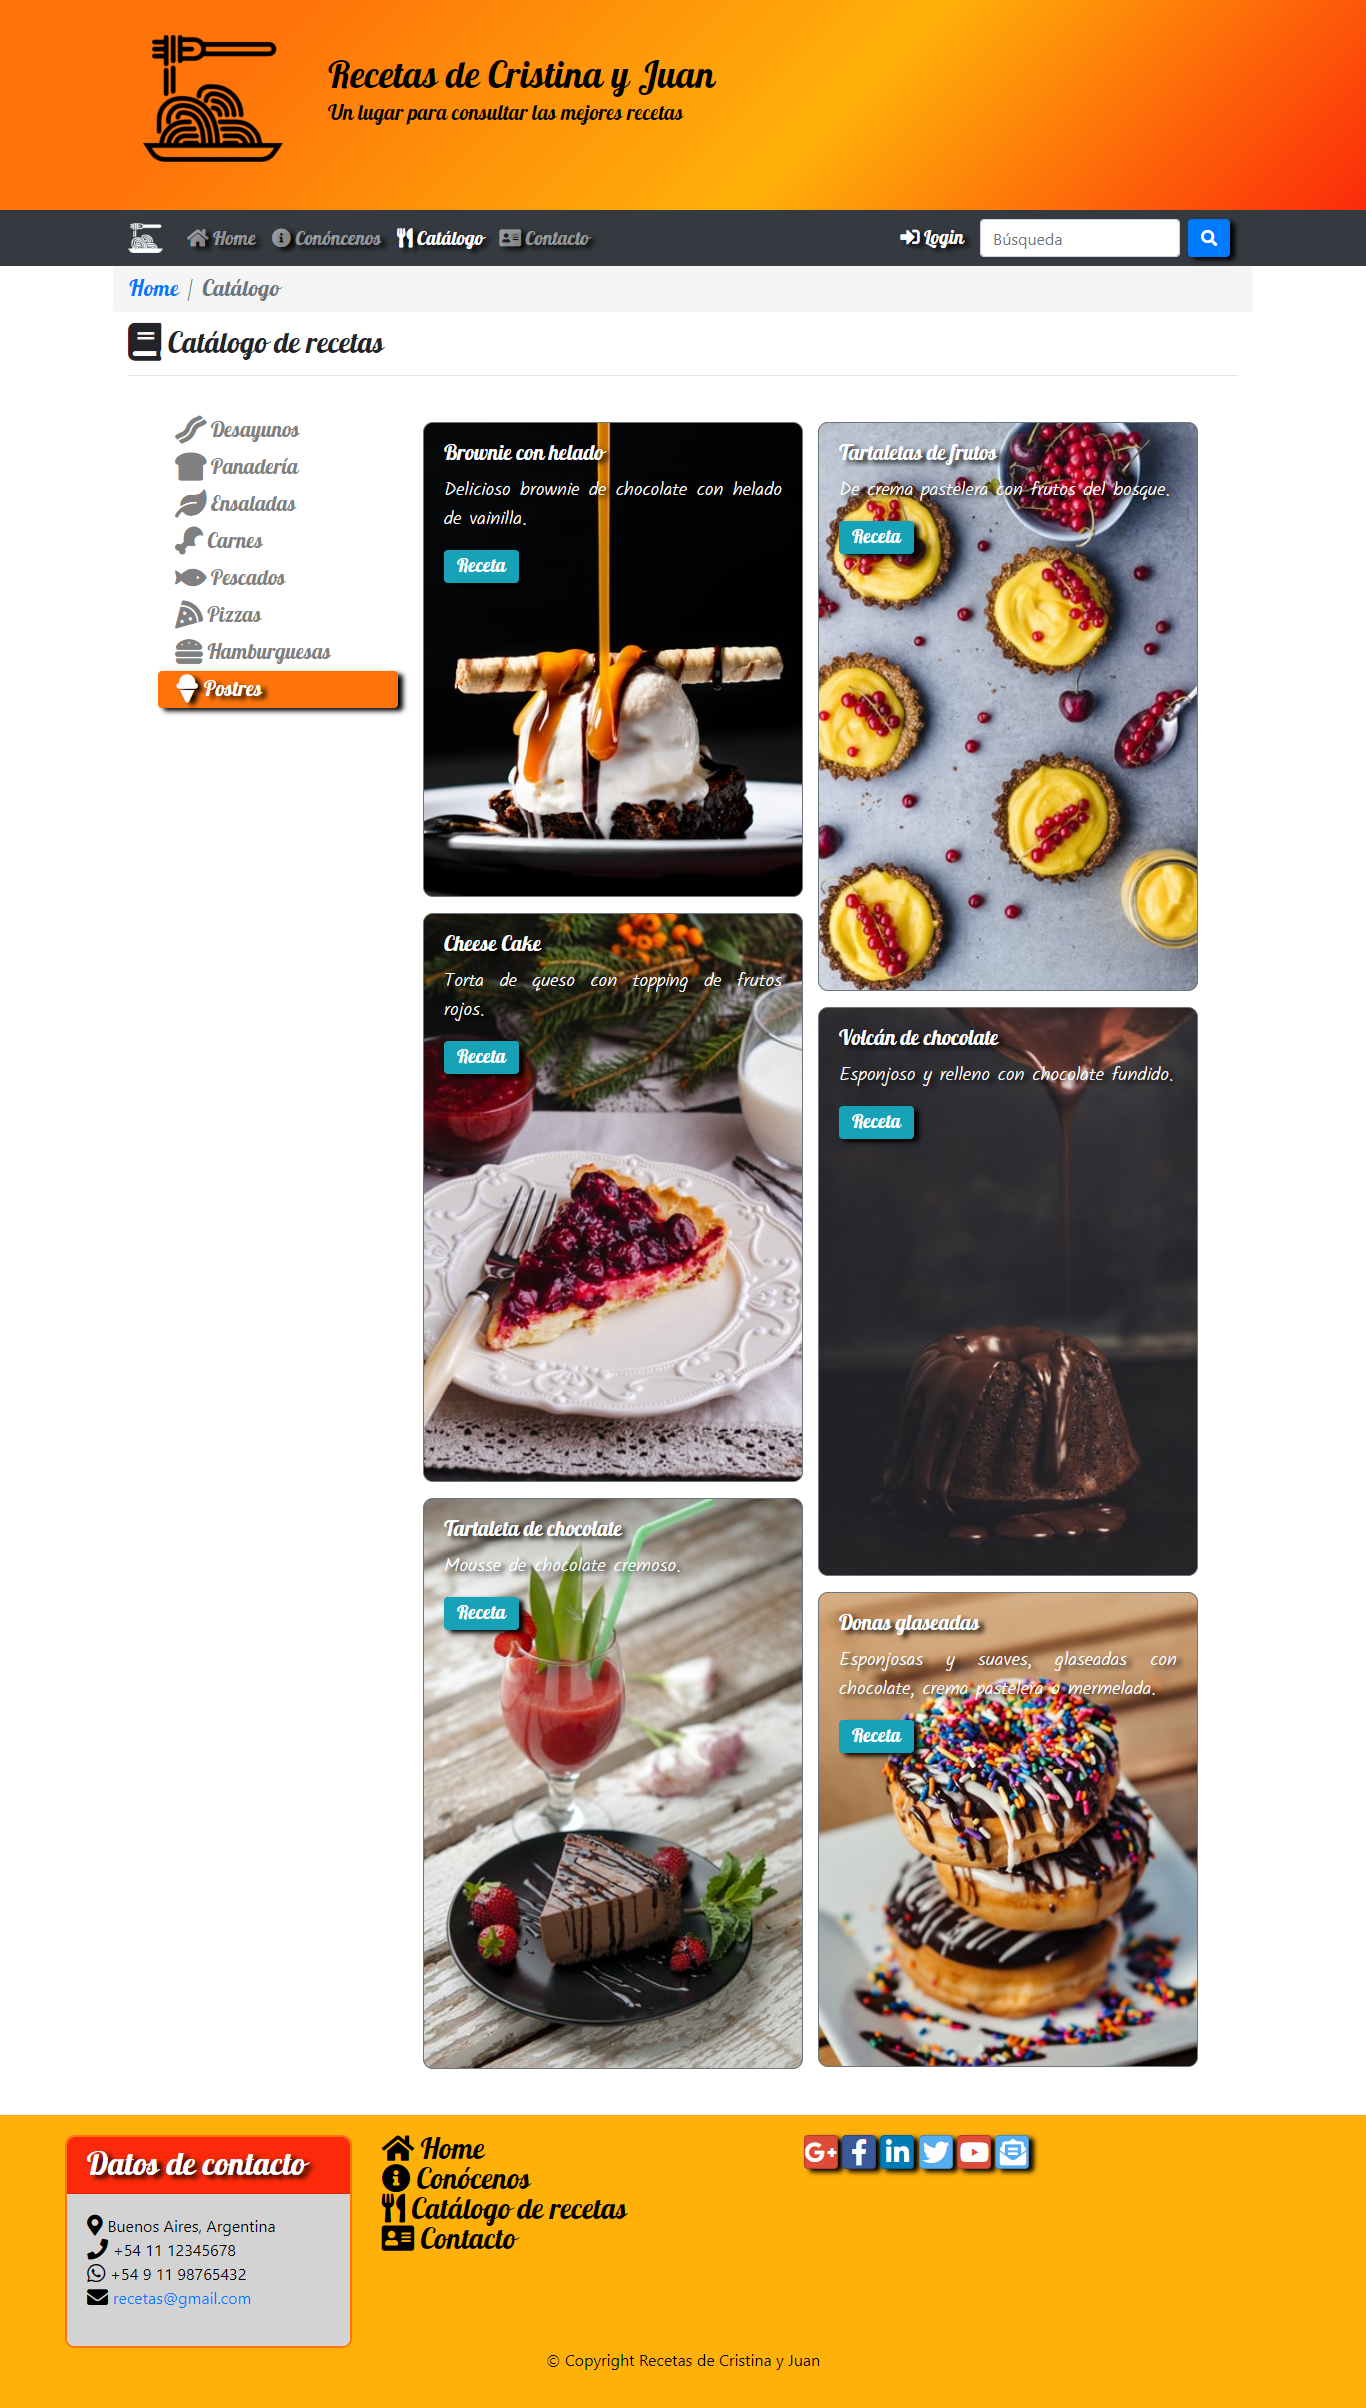 Recetas de Cristina y Juan
Un lugar para consultar las mejores recetas
Home
Conóncenos
Catálogo
Contacto
Login
Búsqueda
Home / Catálogo
Catálogo de recetas
Desayunos
Panadería
Ensaladas
Carnes
Pescados
Pizzas
Hamburguesas
Postres
Brownie con helado
Delicioso brownie de chocolate con helado
de vainilla.
Receta
Tartaletas de frutos
De crema pastelera con frutos del bosque.
Receta
Cheese Cake
Torta de queso con topping de frutos
rojos.
Receta
Volcán de chocolate
Esponjoso y relleno con chocolate fundido.
Receta
Tartaleta de chocolate
Mousse de chocolate cremoso.
Receta
Donas glaseadas
Esponjosas y suaves, glaseadas con
chocolate, crema pastelera o mermelada.
Receta
Datos de contacto
Buenos Aires, Argentina
+54 11 12345678
+54 9 11 98765432
recetas@gmail.com
Home
Conócenos
Catálogo de recetas
Contacto
© Copyright Recetas de Cristina y Juan